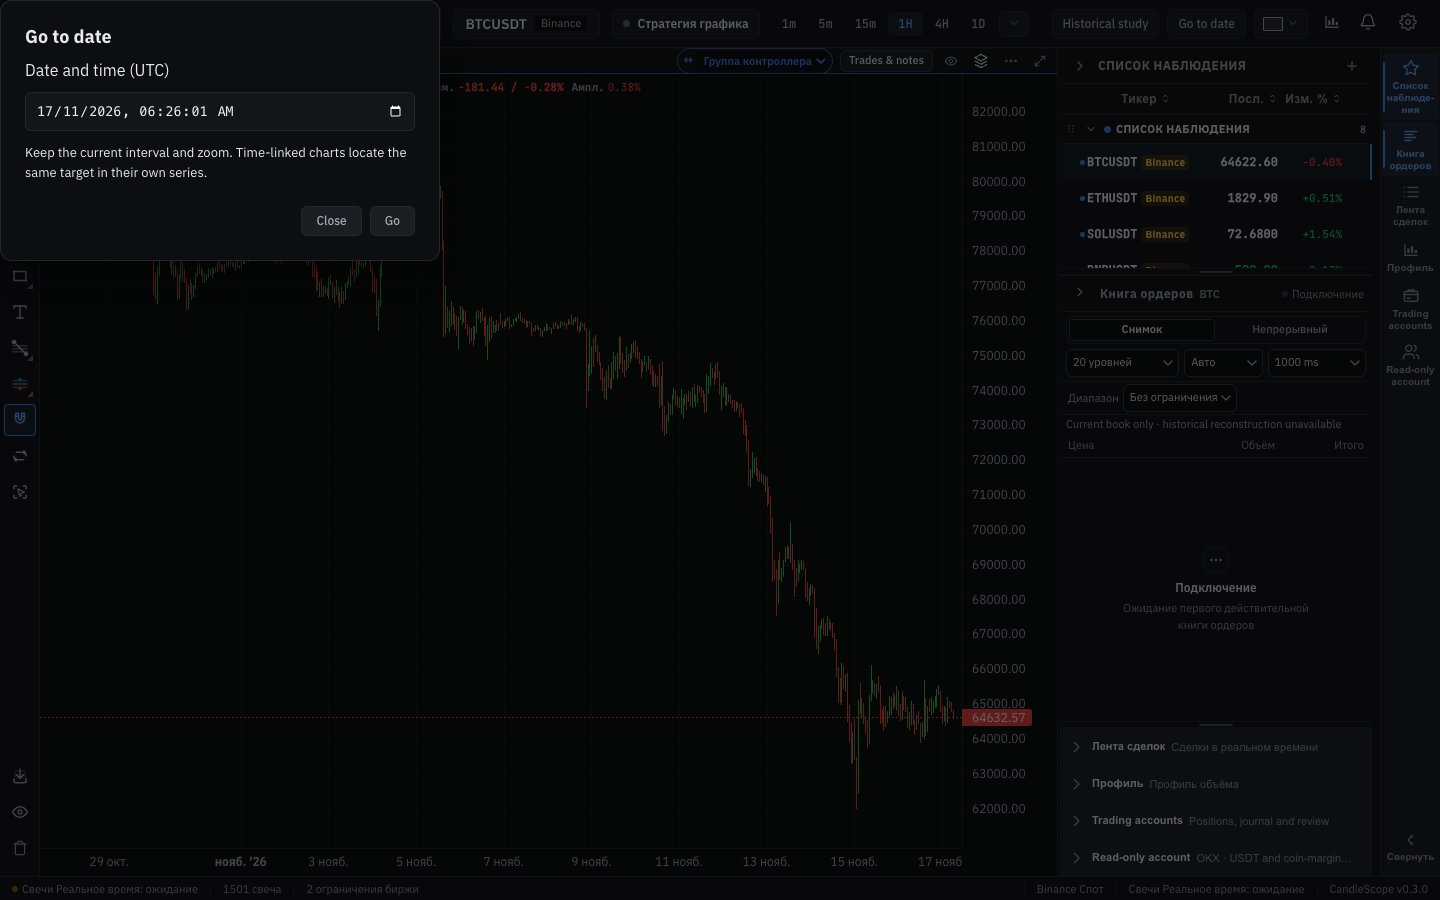 Go to date
Date and time (UTC)
17/11/2026, 06:26:01 AM
Keep the current interval and zoom. Time-linked charts locate the
same target in their own series.
Close
Go
BTCUSDT Binance
Стратегия графика
1m 5m 15m 1H 4H 1D
Historical study
Go to date
Группа контроллера
Trades & notes
м. -181.44 / -0.28% Ампл. 0.38%
82000.00
81000.00
80000.00
79000.00
78000.00
77000.00
76000.00
75000.00
74000.00
73000.00
72000.00
71000.00
70000.00
69000.00
68000.00
67000.00
66000.00
65000.00
64632.57
64000.00
63000.00
62000.00
29 окт. нояб. '26 3 нояб. 5 нояб. 7 нояб. 9 нояб. 11 нояб. 13 нояб. 15 нояб. 17 нояб
СПИСОК НАБЛЮДЕНИЯ
Тикер Посл. Изм. %
СПИСОК НАБЛЮДЕНИЯ 8
BTCUSDT Binance 64622.60 -0.40%
ETHUSDT Binance 1829.90 +0.51%
SOLUSDT Binance 72.6800 +1.54%
Книга ордеров BTC Подключение
Снимок Непрерывный
20 уровней Авто 1000 ms
Диапазон Без ограничения
Current book only · historical reconstruction unavailable
Цена Объём Итого
Подключение
Ожидание первого действительной
книги ордеров
Лента сделок Сделки в реальном времени
Профиль Профиль объёма
Trading accounts Positions, journal and review
Read-only account OKX · USDT and coin-margin...
Список
наблюде-
ния
Книга
ордеров
Лента
сделок
Профиль
Trading
accounts
Read-only
account
Свернуть
Свечи Реальное время: ожидание 1501 свеча 2 ограничения биржи
Binance Спот Свечи Реальное время: ожидание CandleScope v0.3.0